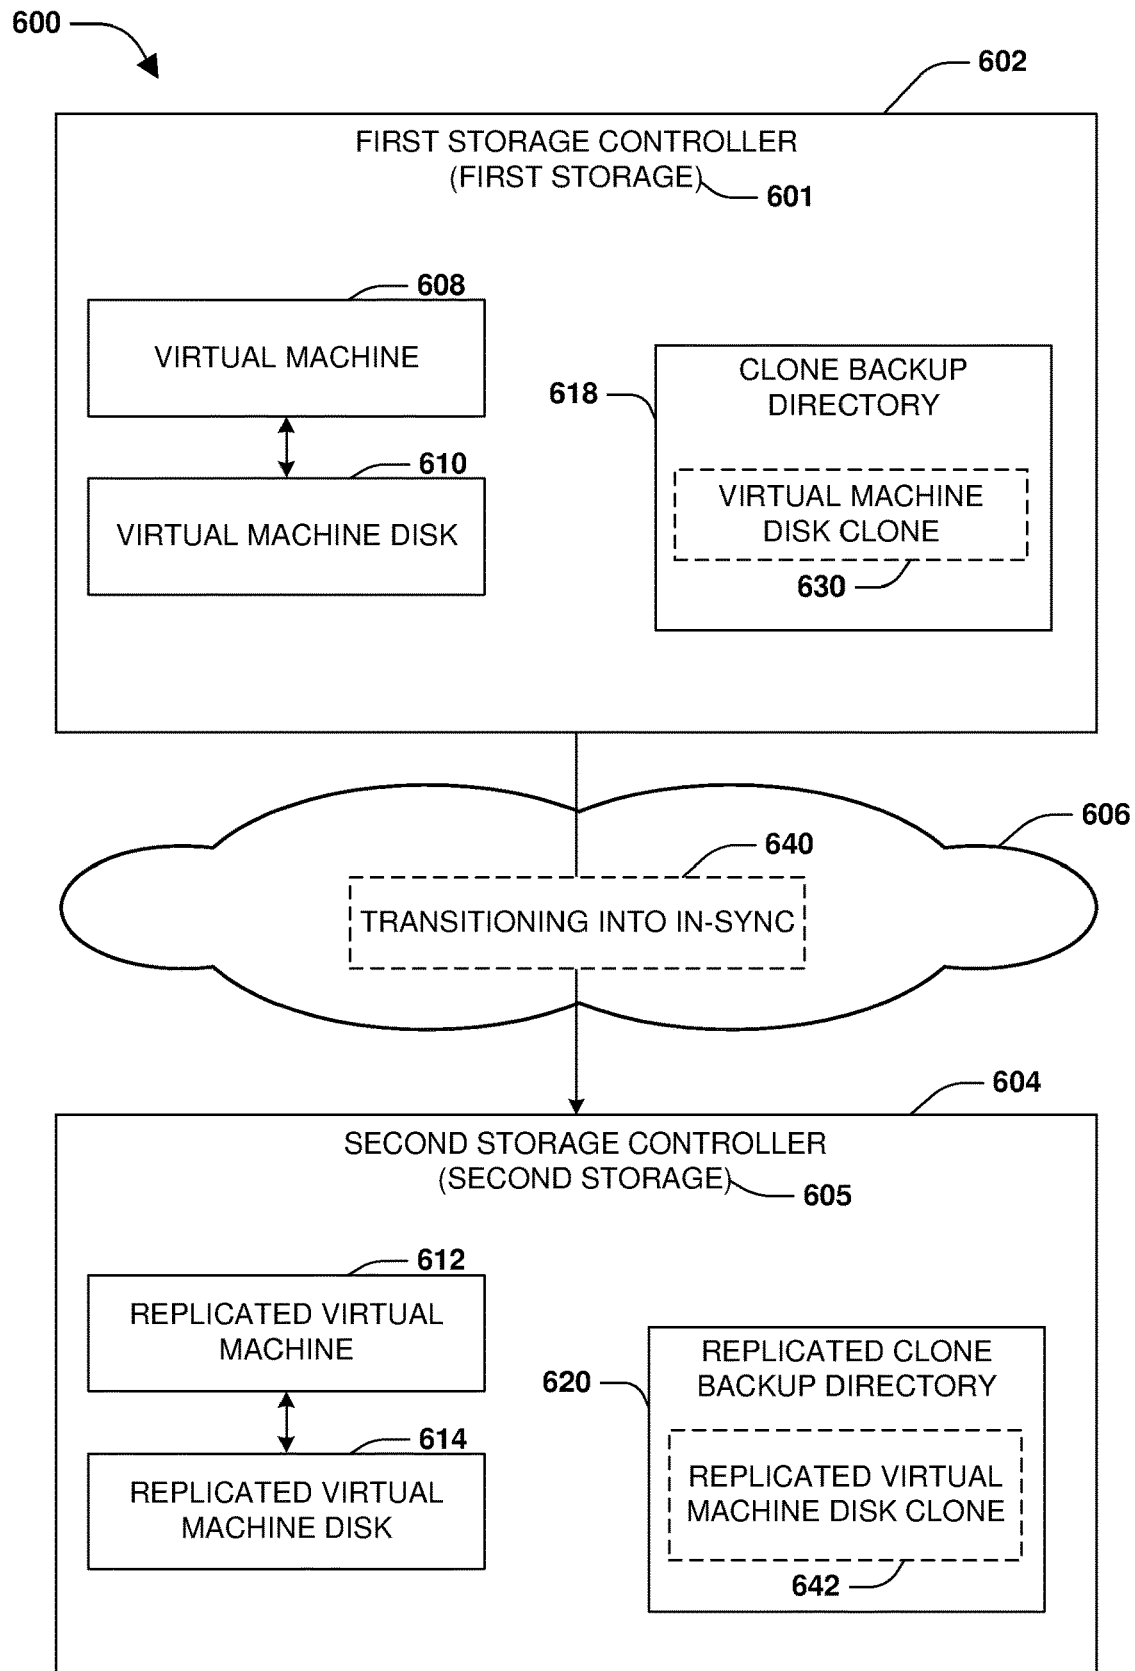 600
602
FIRST STORAGE CONTROLLER
(FIRST STORAGE)
601
608
VIRTUAL MACHINE
610
VIRTUAL MACHINE DISK
618
CLONE BACKUP
DIRECTORY
VIRTUAL MACHINE
DISK CLONE
630
606
640
TRANSITIONING INTO IN-SYNC
604
SECOND STORAGE CONTROLLER
(SECOND STORAGE)
605
612
REPLICATED VIRTUAL
MACHINE
614
REPLICATED VIRTUAL
MACHINE DISK
620
REPLICATED CLONE
BACKUP DIRECTORY
REPLICATED VIRTUAL
MACHINE DISK CLONE
642